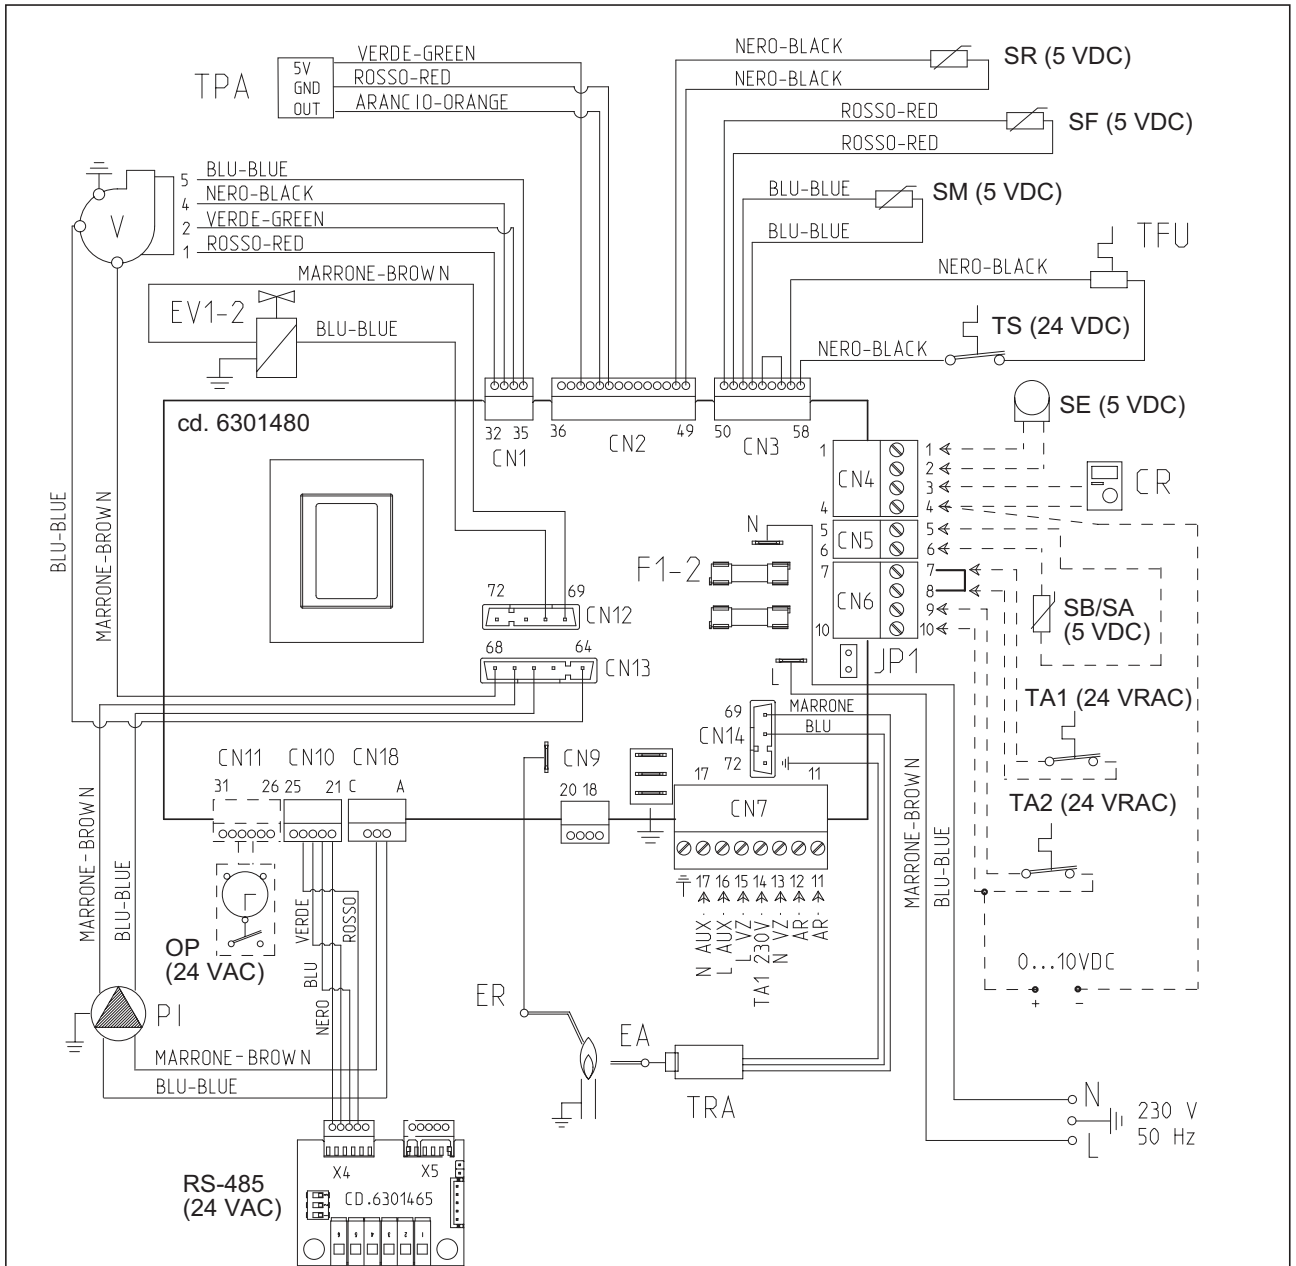 TPA
5V
GND
OUT
VERDE-GREEN
ROSSO-RED
ARANCIO-ORANGE
NERO-BLACK
NERO-BLACK
SR (5 VDC)
ROSSO-RED
ROSSO-RED
SF (5 VDC)
BLU-BLUE
BLU-BLUE
SM (5 VDC)
V
5
4
2
1
BLU-BLUE
NERO-BLACK
VERDE-GREEN
ROSSO-RED
MARRONE-BROWN
EV1-2
BLU-BLUE
TFU
NERO-BLACK
TS (24 VDC)
NERO-BLACK
SE (5 VDC)
cd. 6301480
32
35
CN1
36
49
CN2
50
58
CN3
1
4
CN4
1
2
3
4
CR
5
6
CN5
5
6
7
10
CN6
7
8
9
10
SB/SA
(5 VDC)
JP1
N
F1-2
L
BLU-BLUE
MARRONE-BROWN
72
69
CN12
68
64
CN13
69
72
CN14
MARRONE
BLU
TA1 (24 VRAC)
TA2 (24 VRAC)
CN11
31
26
CN10
25
21
CN18
C
A
CN9
20 18
17
11
CN7
17
16
15
14
13
12
11
N AUX.
L AUX.
L VZ.
TA1 230V.
N VZ.
AR.
AR.
MARRONE-BROWN
BLU-BLUE
MARRONE-BROWN
BLU-BLUE
VERDE
BLU
NERO
ROSSO
OP
(24 VAC)
0...10VDC
+
-
PI
MARRONE-BROWN
BLU-BLUE
ER
EA
TRA
N
L
230 V
50 Hz
RS-485
(24 VAC)
X4
X5
CD.6301465
6
5
4
3
2
1